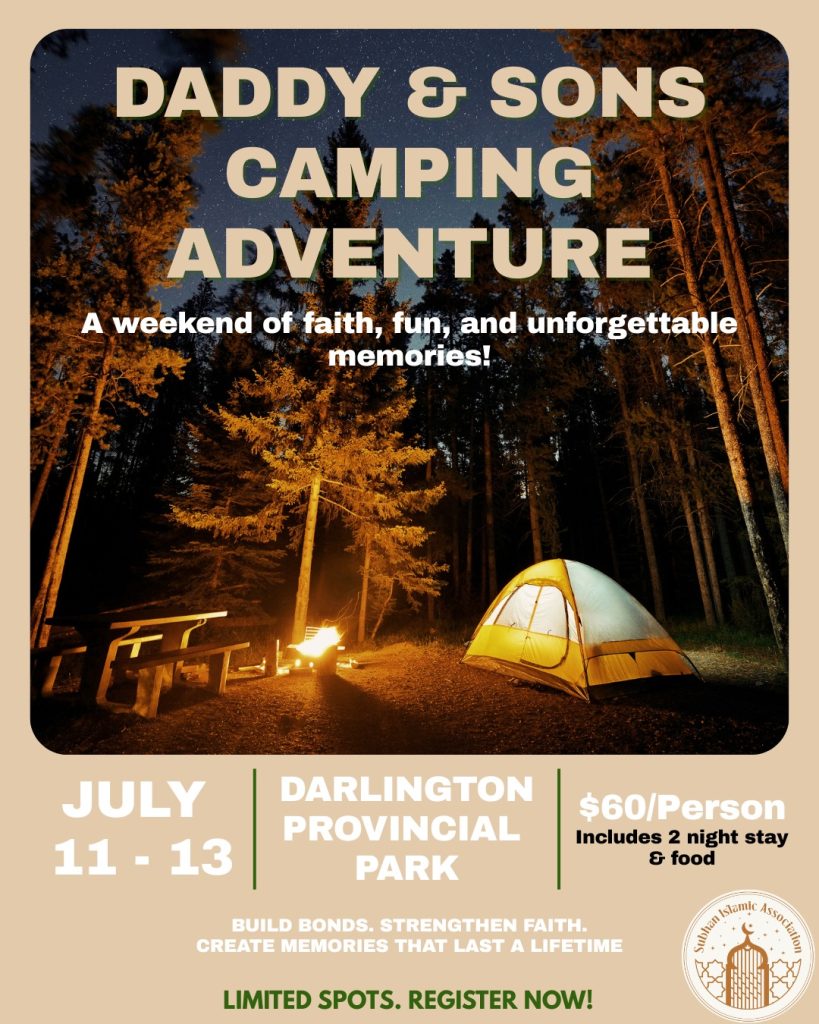 DADDY & SONS
CAMPING
ADVENTURE
A weekend of faith, fun, and unforgettable
memories!
JULY
11 - 13
DARLINGTON
PROVINCIAL
PARK
$60/Person
Includes 2 night stay
& food
BUILD BONDS. STRENGTHEN FAITH.
CREATE MEMORIES THAT LAST A LIFETIME
Subhan Islamic Association
LIMITED SPOTS. REGISTER NOW!